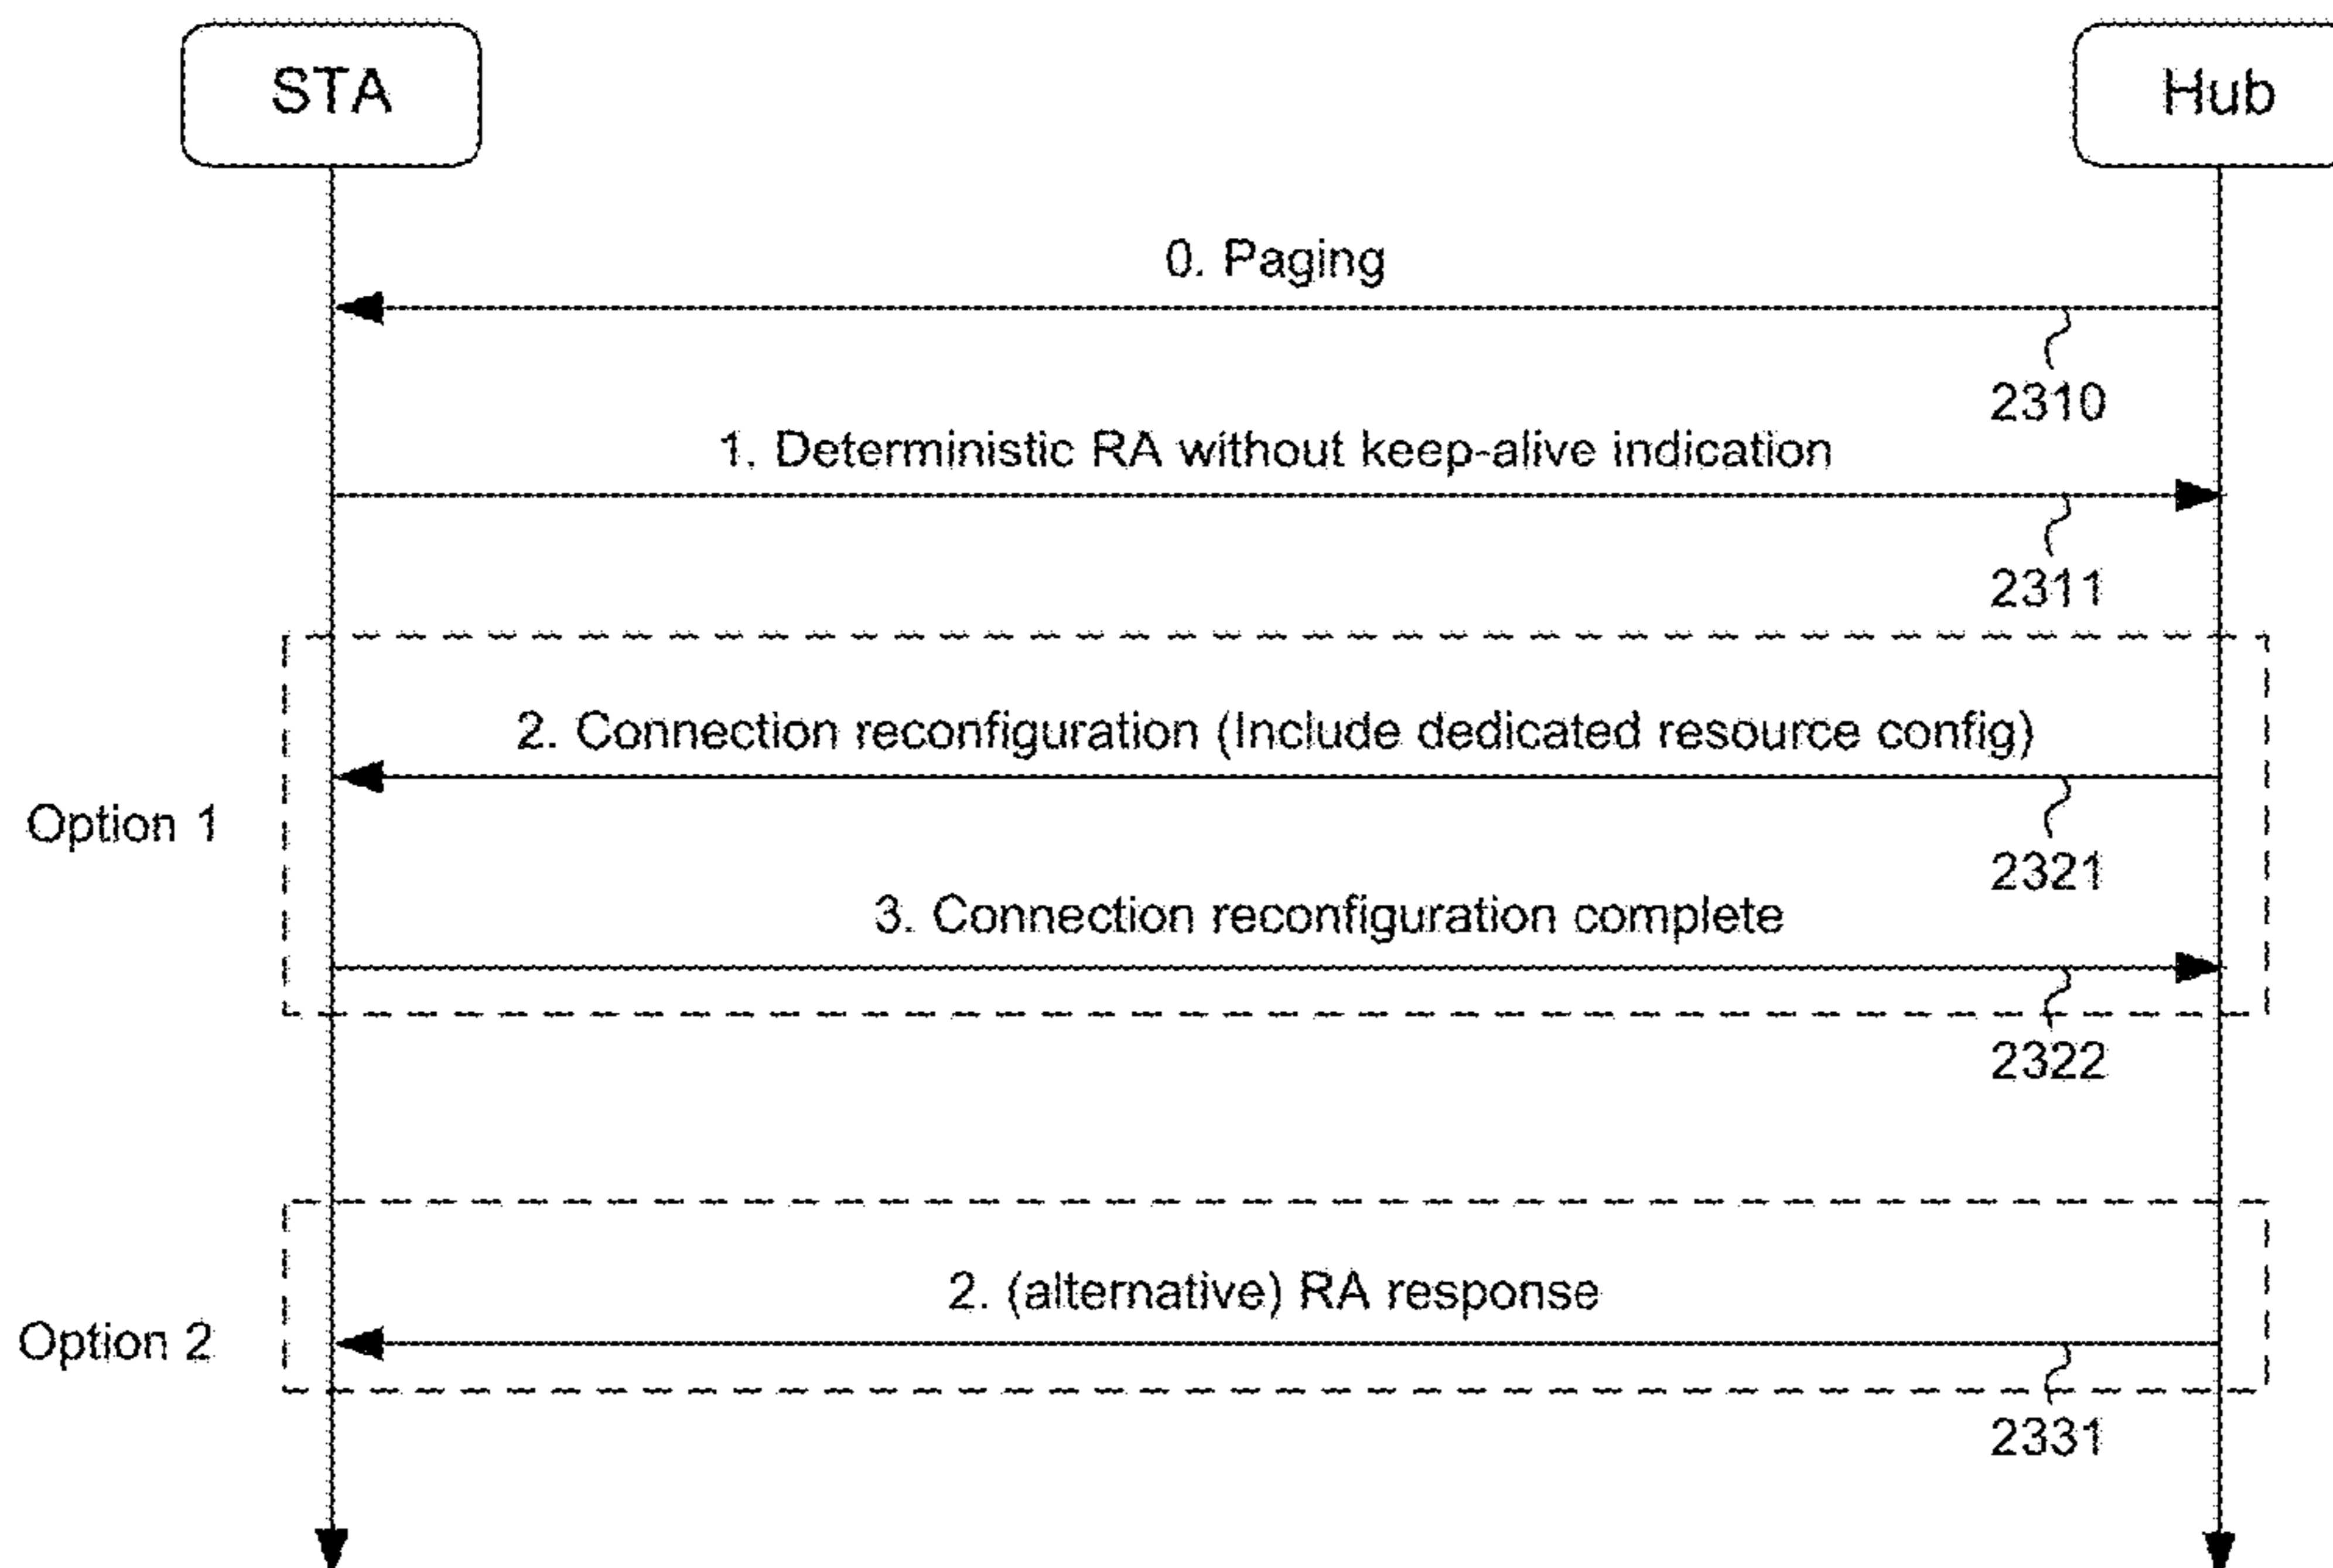 STA
Hub
0. Paging
2310
1. Deterministic RA without keep-alive indication
2311
2. Connection reconfiguration (Include dedicated resource config)
Option 1
2321
3. Connection reconfiguration complete
2322
2. (alternative) RA response
Option 2
2331